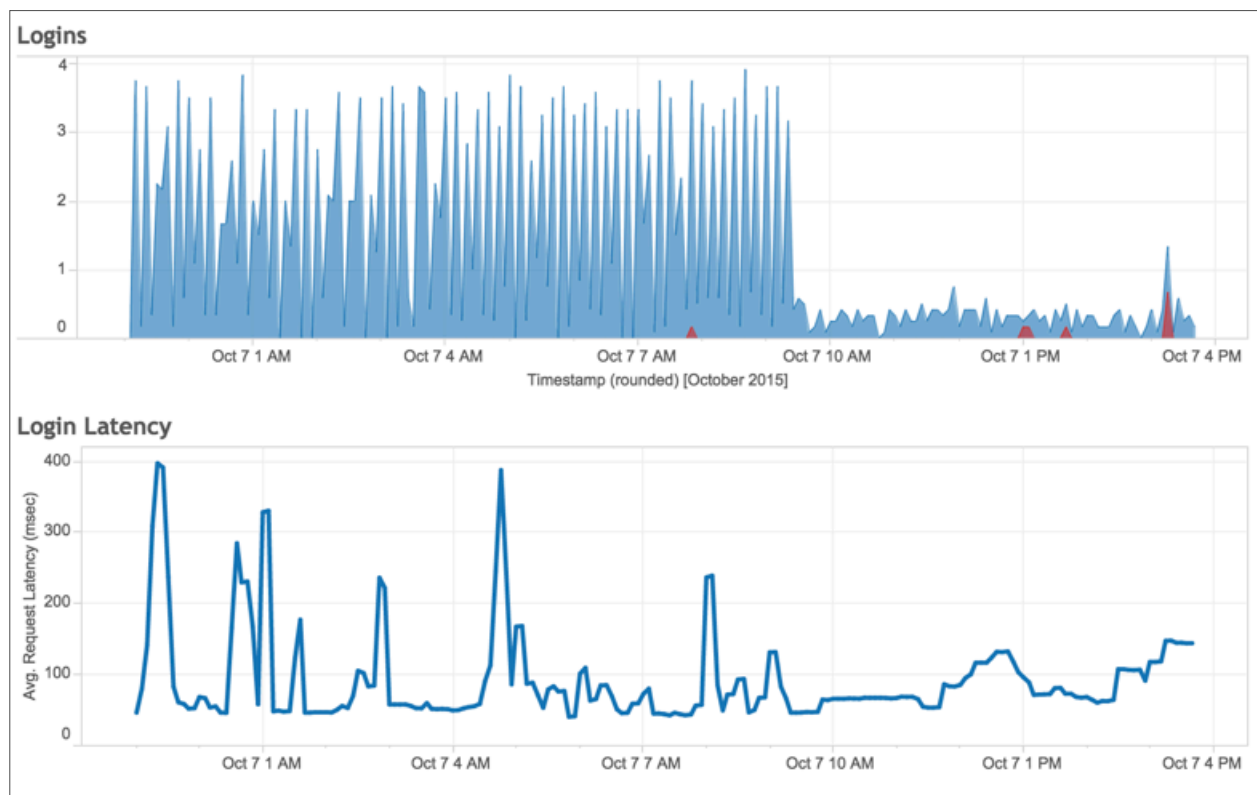 Logins
4
3
2
1
0
Oct 7 1 AM Oct 7 4 AM Oct 7 7 AM Oct 7 10 AM Oct 7 1 PM Oct 7 4 PM
Timestamp (rounded) [October 2015]
Login Latency
Avg. Request Latency (msec)
400
300
200
100
0
Oct 7 1 AM Oct 7 4 AM Oct 7 7 AM Oct 7 10 AM Oct 7 1 PM Oct 7 4 PM